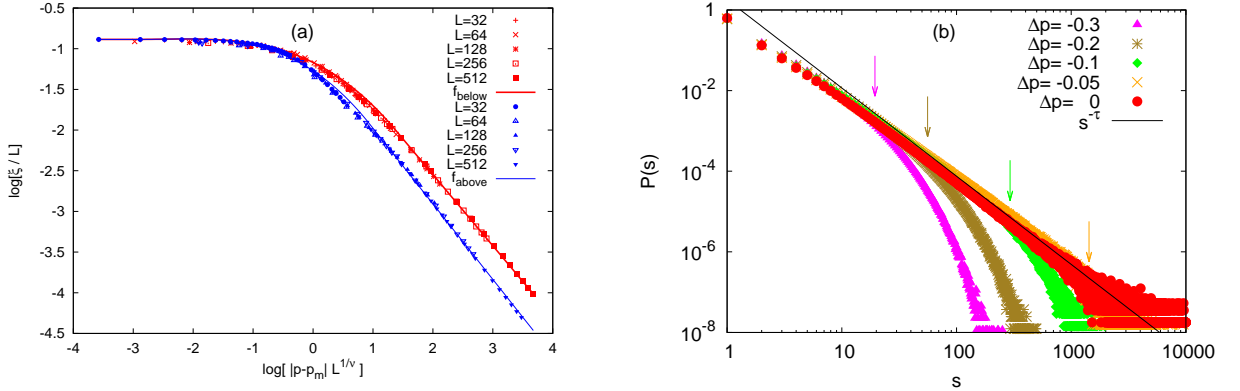 (a)
L=32
L=64
L=128
L=256
L=512
f_below
L=32
L=64
L=128
L=256
L=512
f_above
0
-0.5
-1
-1.5
-2
-2.5
-3
-3.5
-4
-4.5
log[ξ / L]
-4 -3 -2 -1 0 1 2 3 4
log[ |p-p_m| L^{1/ν} ]
(b)
Δp= -0.3
Δp= -0.2
Δp= -0.1
Δp= -0.05
Δp= 0
s^{-τ}
1
10^{-2}
10^{-4}
10^{-6}
10^{-8}
P(s)
1 10 100 1000 10000
s